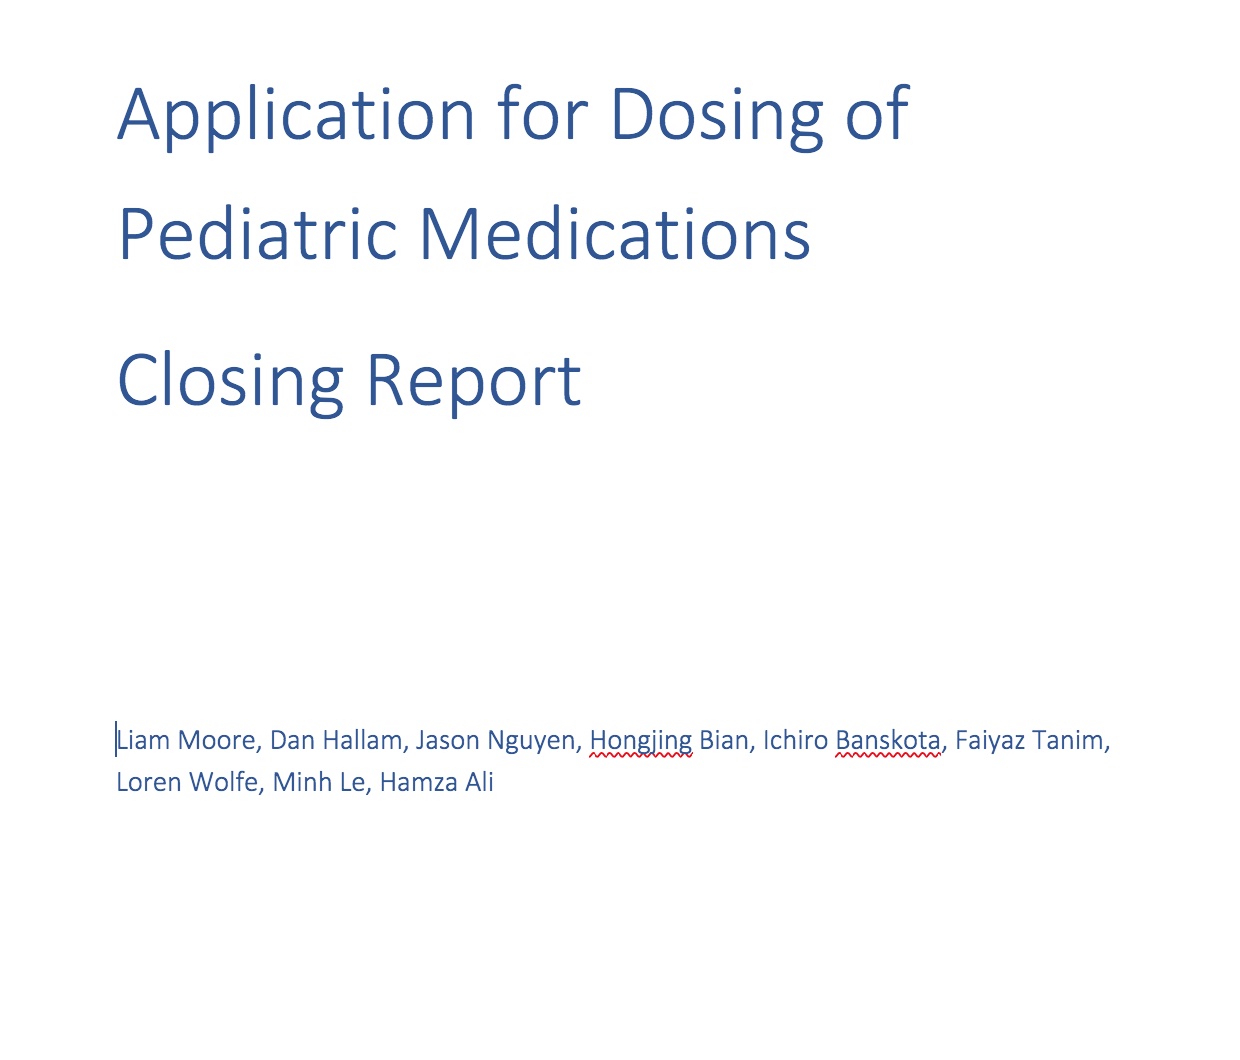 Application for Dosing of
Pediatric Medications
Closing Report
Liam Moore, Dan Hallam, Jason Nguyen, Hongjing Bian, Ichiro Banskota, Faiyaz Tanim,
Loren Wolfe, Minh Le, Hamza Ali